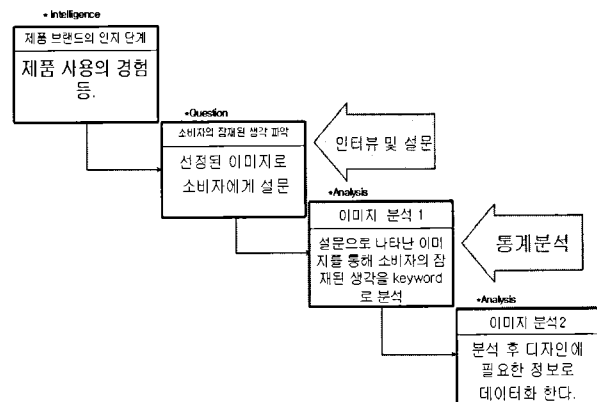 * Intelligence
제품 브랜드의 인지 단계
제품 사용의 경험
등.
*Question
소비자의 잠재된 생각 파악
선정된 이미지로
소비자에게 설문
인터뷰 및 설문
*Analysis
이미지 분석 1
설문으로 나타난 이미
지를 통해 소비자의 잠
재된 생각을 keyword
로 분석
통계분석
*Analysis
이미지 분석2
분석 후 디자인에
필요한 정보로
데이터화 한다.